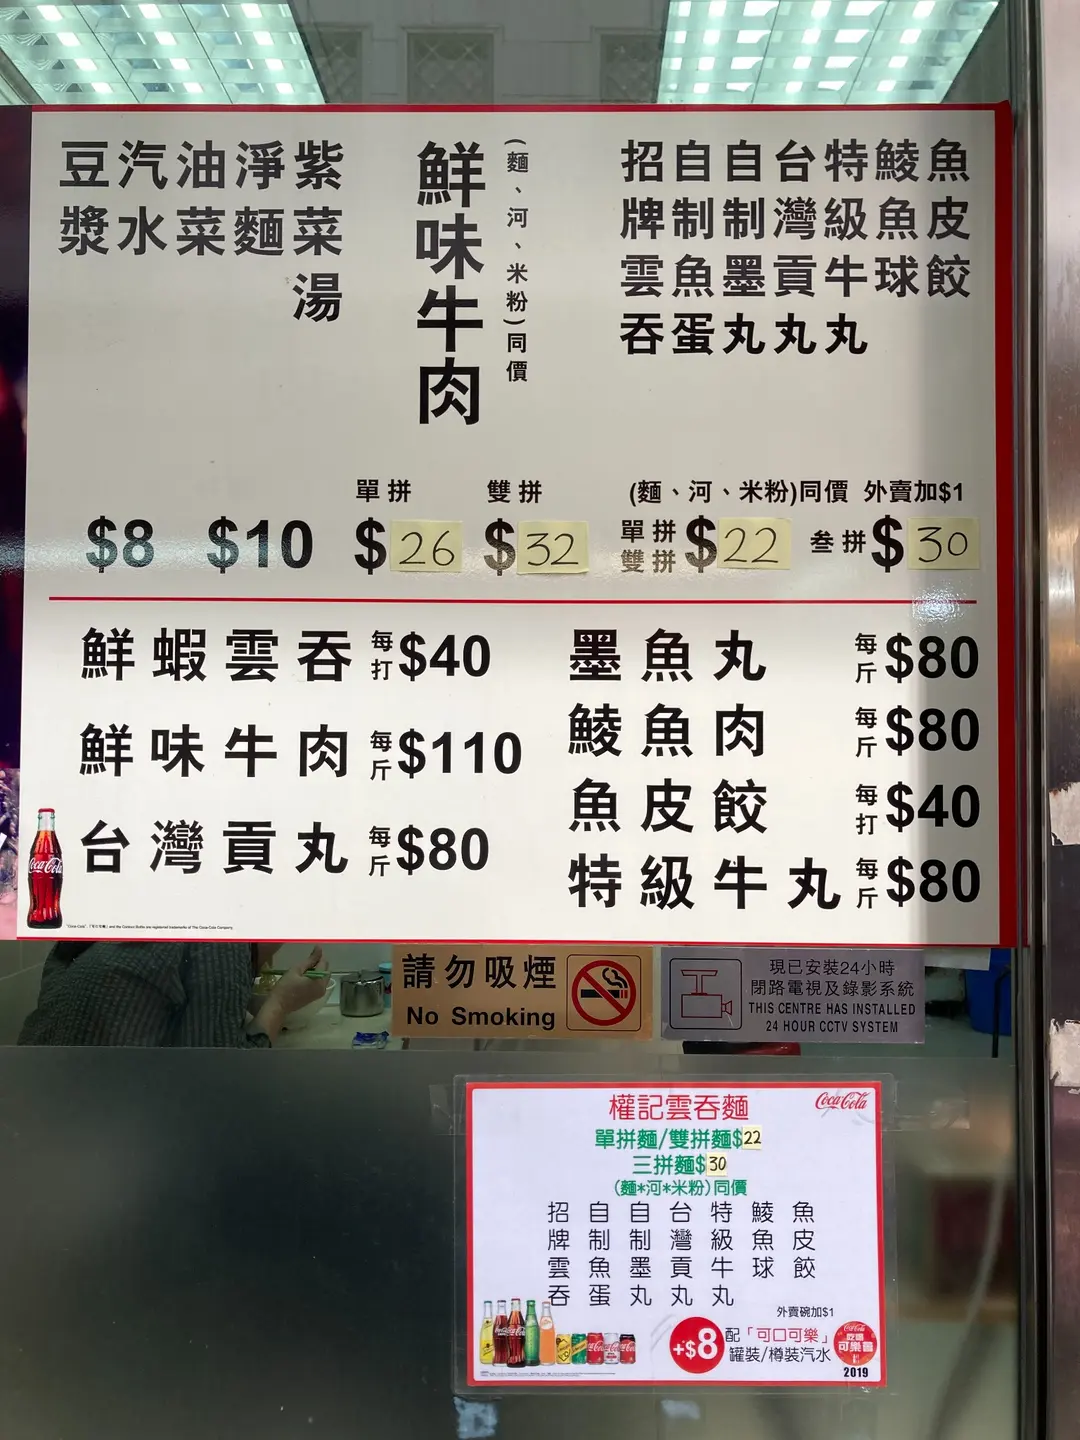 魚皮餃
鯪魚球
特級牛丸
台灣貢丸
自制墨丸
自制魚蛋
招牌雲吞
(麵、河、米粉)同價
鮮味牛肉
紫菜湯
淨麵
油菜
汽水
豆漿
$8
$10
單拼
$26
雙拼
$32
(麵、河、米粉)同價 外賣加$1
單拼
雙拼
$22
叁拼$30
鮮蝦雲吞 每打$40
鮮味牛肉 每斤$110
台灣貢丸 每斤$80
墨魚丸 每斤$80
鯪魚肉 每斤$80
魚皮餃 每打$40
特級牛丸 每斤$80
Coca-Cola
請勿吸煙
No Smoking
現已安裝24小時
閉路電視及錄影系統
THIS CENTRE HAS INSTALLED
24 HOUR CCTV SYSTEM
Coca-Cola
權記雲吞麵
單拼麵/雙拼麵$22
三拼麵$30
(麵*河*米粉)同價
魚皮餃
鯪魚球
特級牛丸
台灣貢丸
自制墨丸
自制魚蛋
招牌雲吞
外賣碗加$1
+$8
配「可口可樂」
罐裝/樽裝汽水
2019